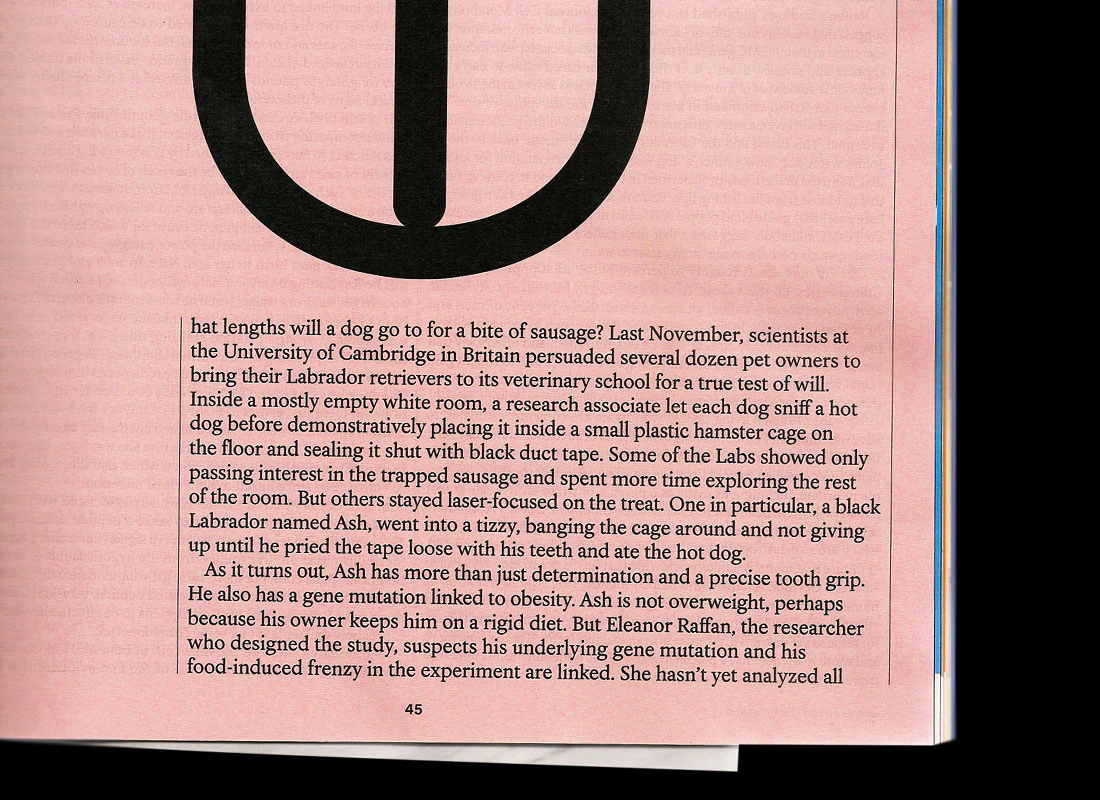 hat lengths will a dog go to for a bite of sausage? Last November, scientists at
the University of Cambridge in Britain persuaded several dozen pet owners to
bring their Labrador retrievers to its veterinary school for a true test of will.
Inside a mostly empty white room, a research associate let each dog sniff a hot
dog before demonstratively placing it inside a small plastic hamster cage on
the floor and sealing it shut with black duct tape. Some of the Labs showed only
passing interest in the trapped sausage and spent more time exploring the rest
of the room. But others stayed laser-focused on the treat. One in particular, a black
Labrador named Ash, went into a tizzy, banging the cage around and not giving
up until he pried the tape loose with his teeth and ate the hot dog.
As it turns out, Ash has more than just determination and a precise tooth grip.
He also has a gene mutation linked to obesity. Ash is not overweight, perhaps
because his owner keeps him on a rigid diet. But Eleanor Raffan, the researcher
who designed the study, suspects his underlying gene mutation and his
food-induced frenzy in the experiment are linked. She hasn't yet analyzed all
45